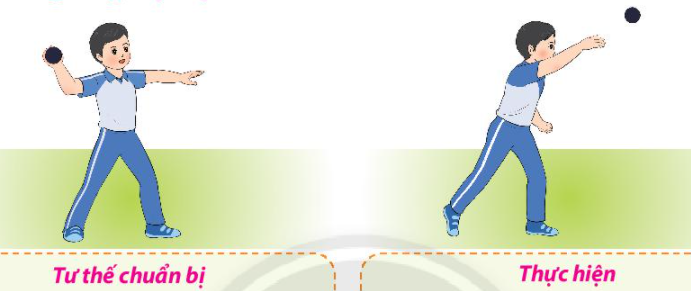 Tư thế chuẩn bị
Thực hiện